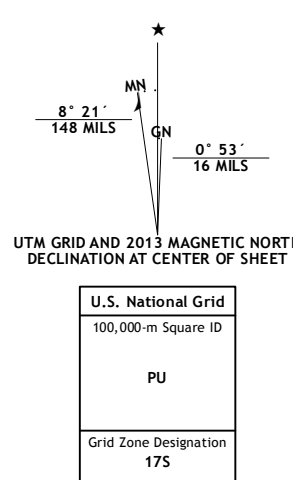 ★
MN
8° 21´
148 MILS
GN
0° 53´
16 MILS
UTM GRID AND 2013 MAGNETIC NORTH
DECLINATION AT CENTER OF SHEET
U.S. National Grid
100,000-m Square ID
PU
Grid Zone Designation
17S